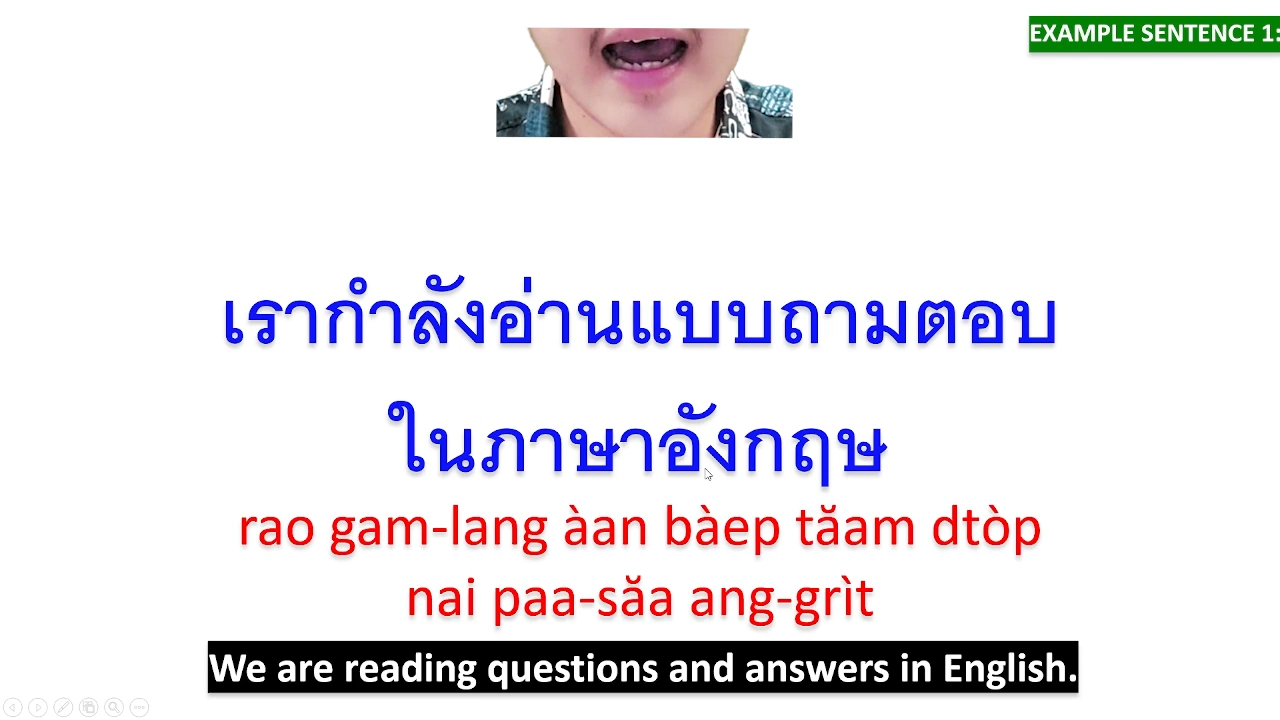 EXAMPLE SENTENCE 1:
เรากำลังอ่านแบบถามตอบ
ในภาษาอังกฤษ
rao gam-lang àan bàep tăam dtòp
nai paa-săa ang-grìt
We are reading questions and answers in English.